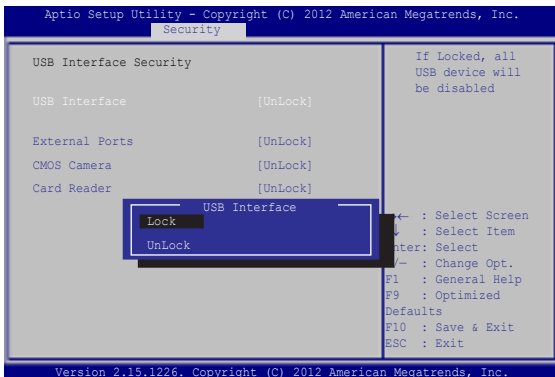 Aptio Setup Utility - Copyright (C) 2012 American Megatrends, Inc.
Security
USB Interface Security
USB Interface [UnLock]
External Ports [UnLock]
CMOS Camera [UnLock]
Card Reader [UnLock]
USB Interface
Lock
UnLock
If Locked, all
USB device will
be disabled
→← : Select Screen
↓ : Select Item
nter: Select
/— : Change Opt.
F1 : General Help
F9 : Optimized
Defaults
F10 : Save & Exit
ESC : Exit
Version 2.15.1226. Copyright (C) 2012 American Megatrends, Inc.